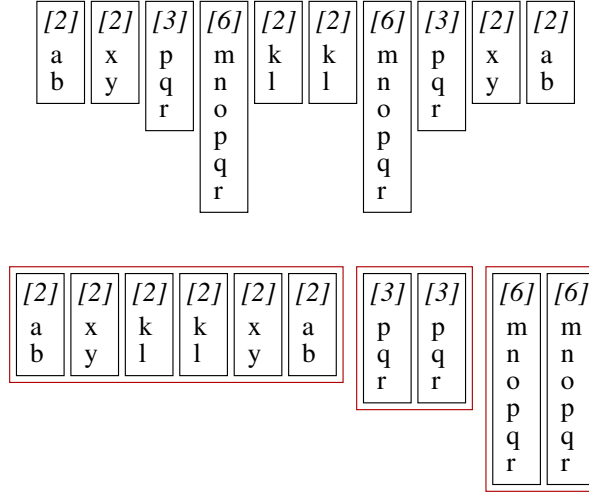 [2] [2] [3] [6] [2] [2] [6] [3] [2] [2]
a x p m k k m p x a
b y q n l l n q y b
r o o r
p p
q q
r r
[2] [2] [2] [2] [2] [2] [3] [3] [6] [6]
a x k k x a p p m m
b y l l y b q q n n
r r o o
p p
q q
r r